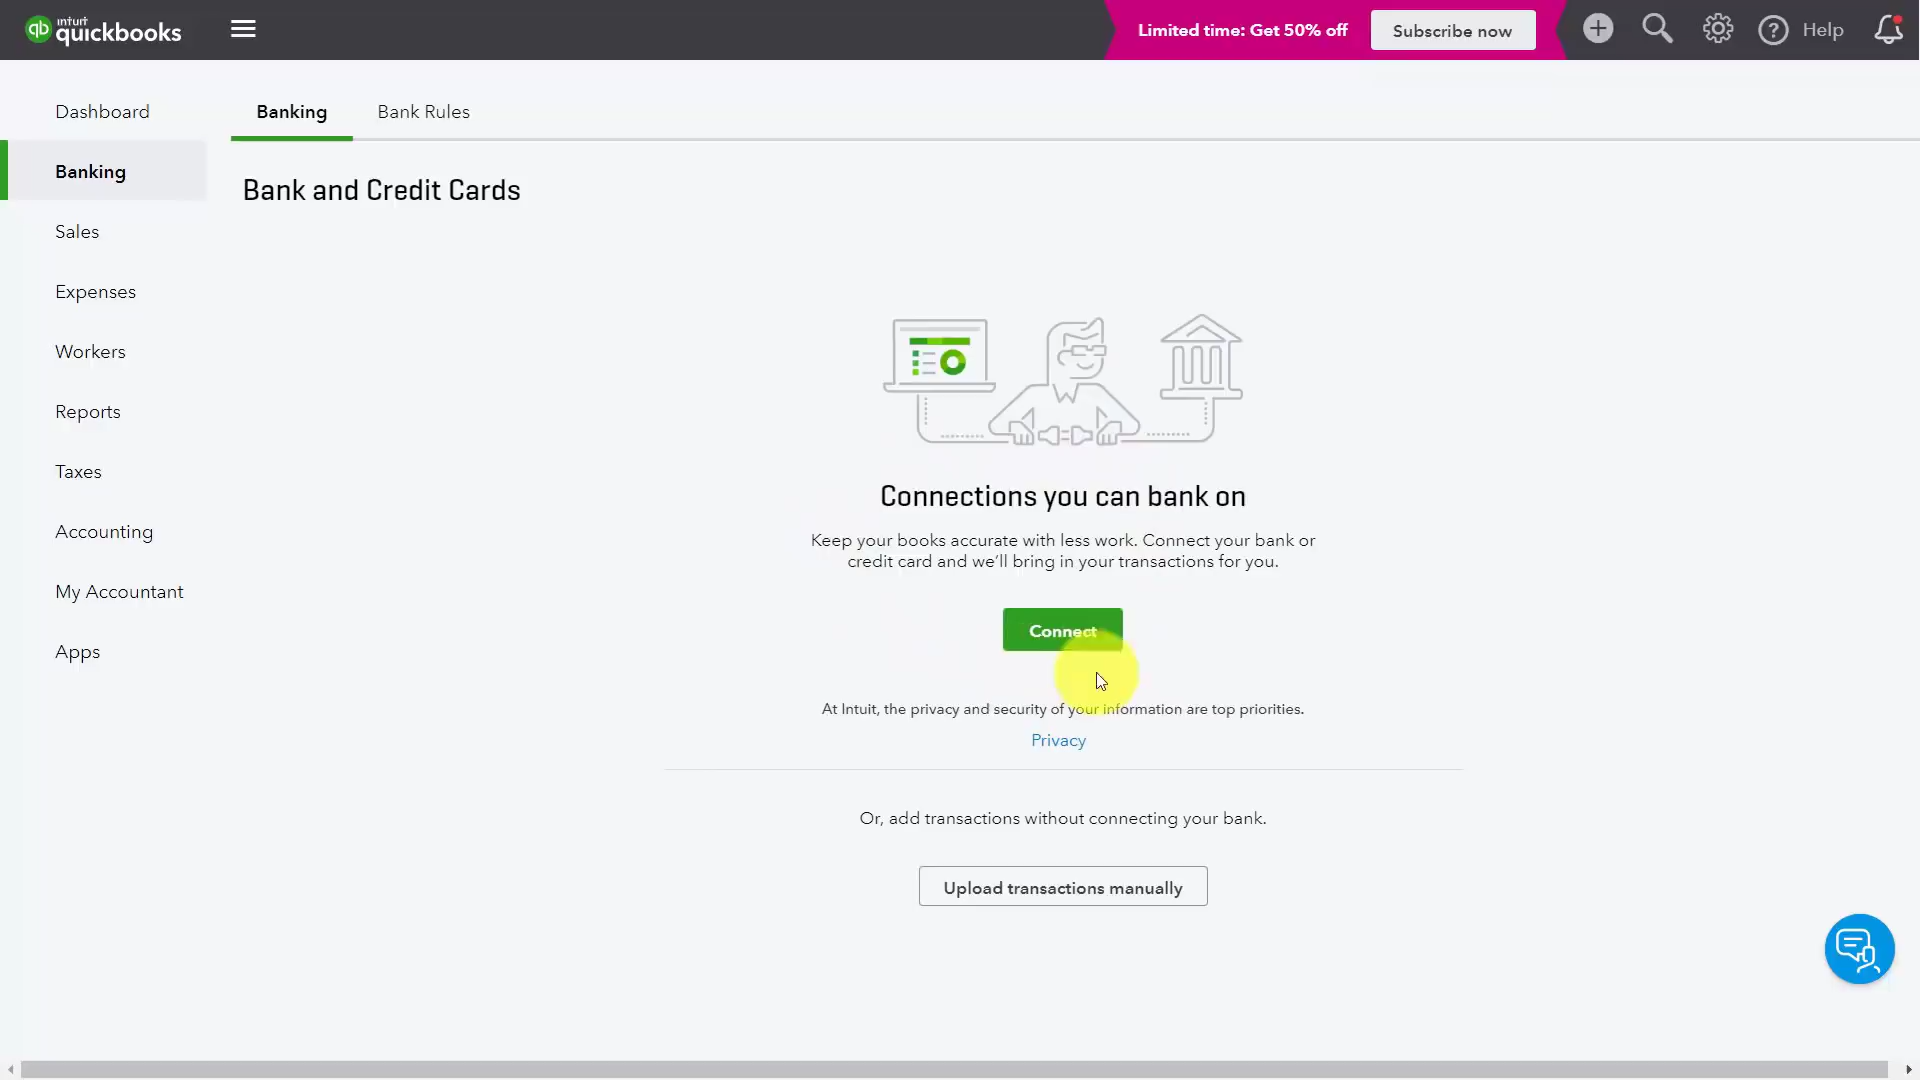 intuit
quickbooks
Limited time: Get 50% off
Subscribe now
Help
Dashboard
Banking
Sales
Expenses
Workers
Reports
Taxes
Accounting
My Accountant
Apps
Banking
Bank Rules
Bank and Credit Cards
Connections you can bank on
Keep your books accurate with less work. Connect your bank or
credit card and we'll bring in your transactions for you.
Connect
At Intuit, the privacy and security of your information are top priorities.
Privacy
Or, add transactions without connecting your bank.
Upload transactions manually